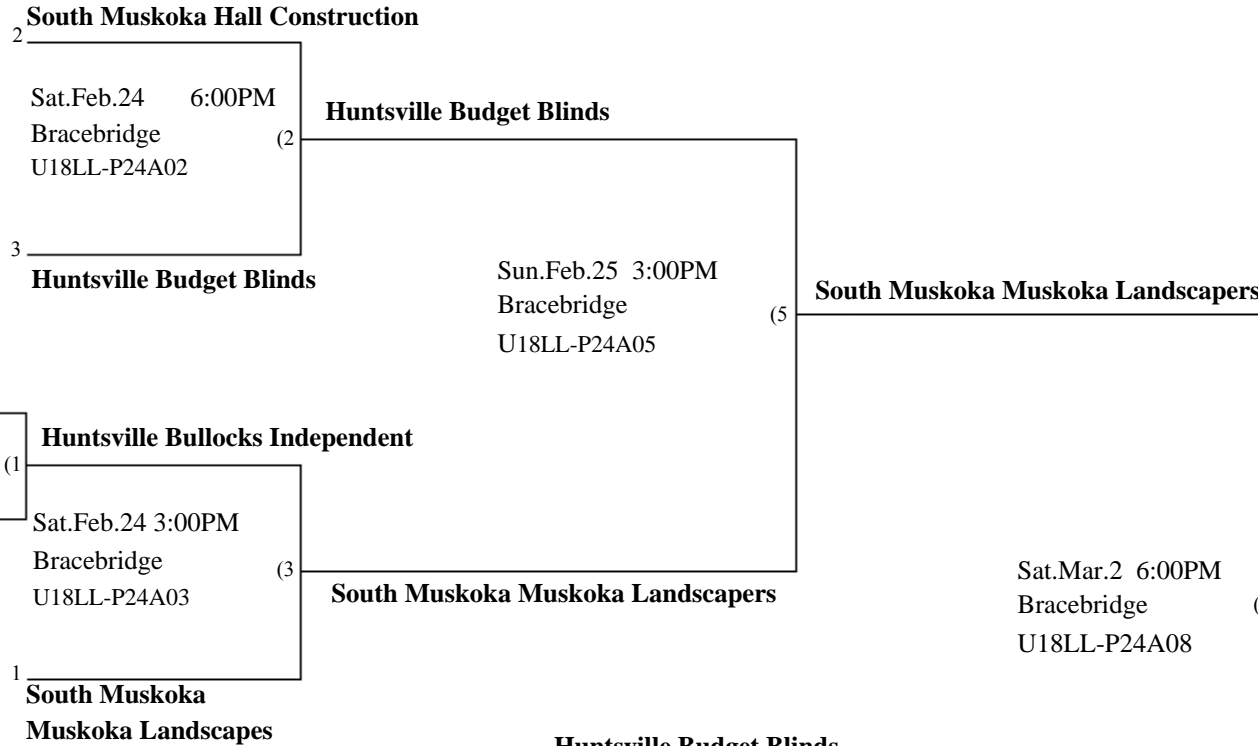 South Muskoka Hall Construction
2
Sat.Feb.24 6:00PM
Bracebridge (2
U18LL-P24A02
Huntsville Budget Blinds
3
Huntsville Budget Blinds
Sun.Feb.25 3:00PM
Bracebridge (5
U18LL-P24A05
South Muskoka Muskoka Landscapers
Huntsville Bullocks Independent
(1
Sat.Feb.24 3:00PM
Bracebridge (3
U18LL-P24A03
South Muskoka Muskoka Landscapers
1
South Muskoka
Muskoka Landscapes
Sat.Mar.2 6:00PM
Bracebridge (
U18LL-P24A08
Huntsville Budget Blinds